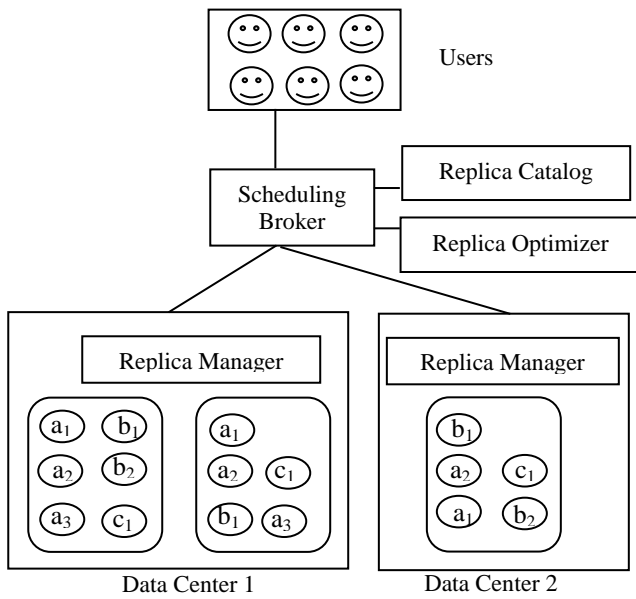 Users
Scheduling
Broker
Replica Catalog
Replica Optimizer
Replica Manager
a₁ b₁
a₂ b₂
a₃ c₁
a₁
a₂ c₁
b₁ a₃
Data Center 1
Replica Manager
b₁
a₂ c₁
a₁ b₂
Data Center 2